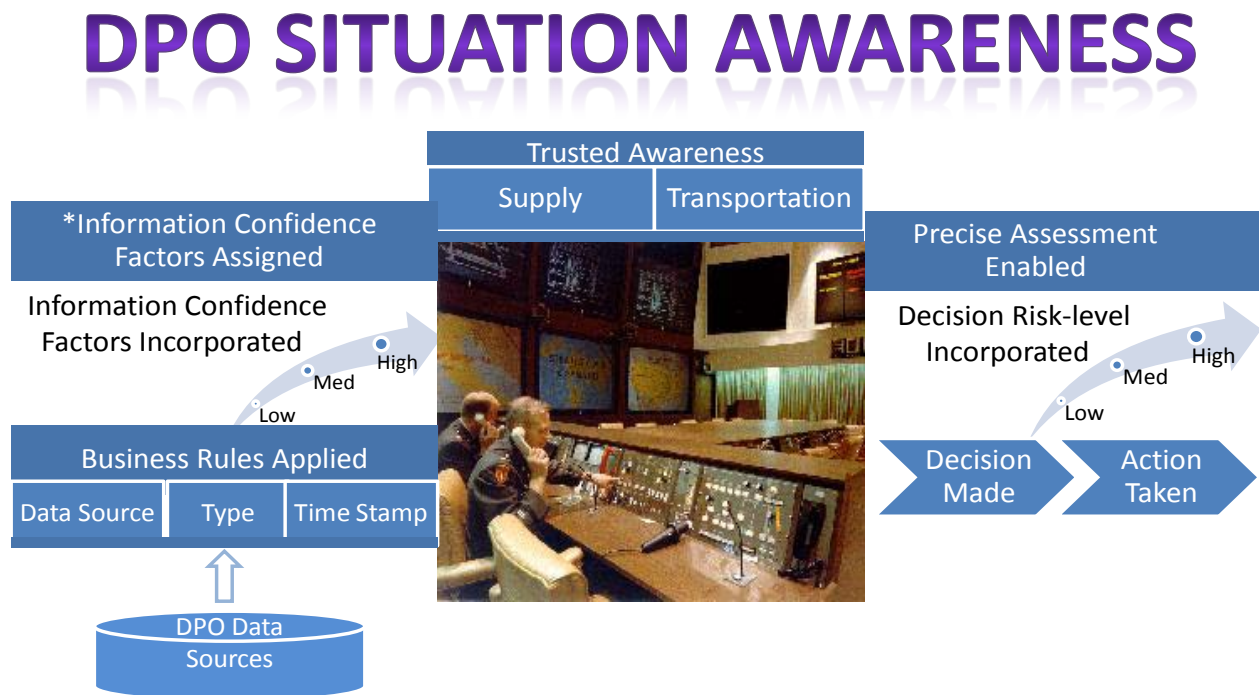 DPO SITUATION AWARENESS
Trusted Awareness
Supply
Transportation
*Information Confidence
Factors Assigned
Information Confidence
Factors Incorporated
High
Med
Low
Business Rules Applied
Data Source
Type
Time Stamp
DPO Data
Sources
Precise Assessment
Enabled
Decision Risk-level
Incorporated
High
Med
Low
Decision
Made
Action
Taken